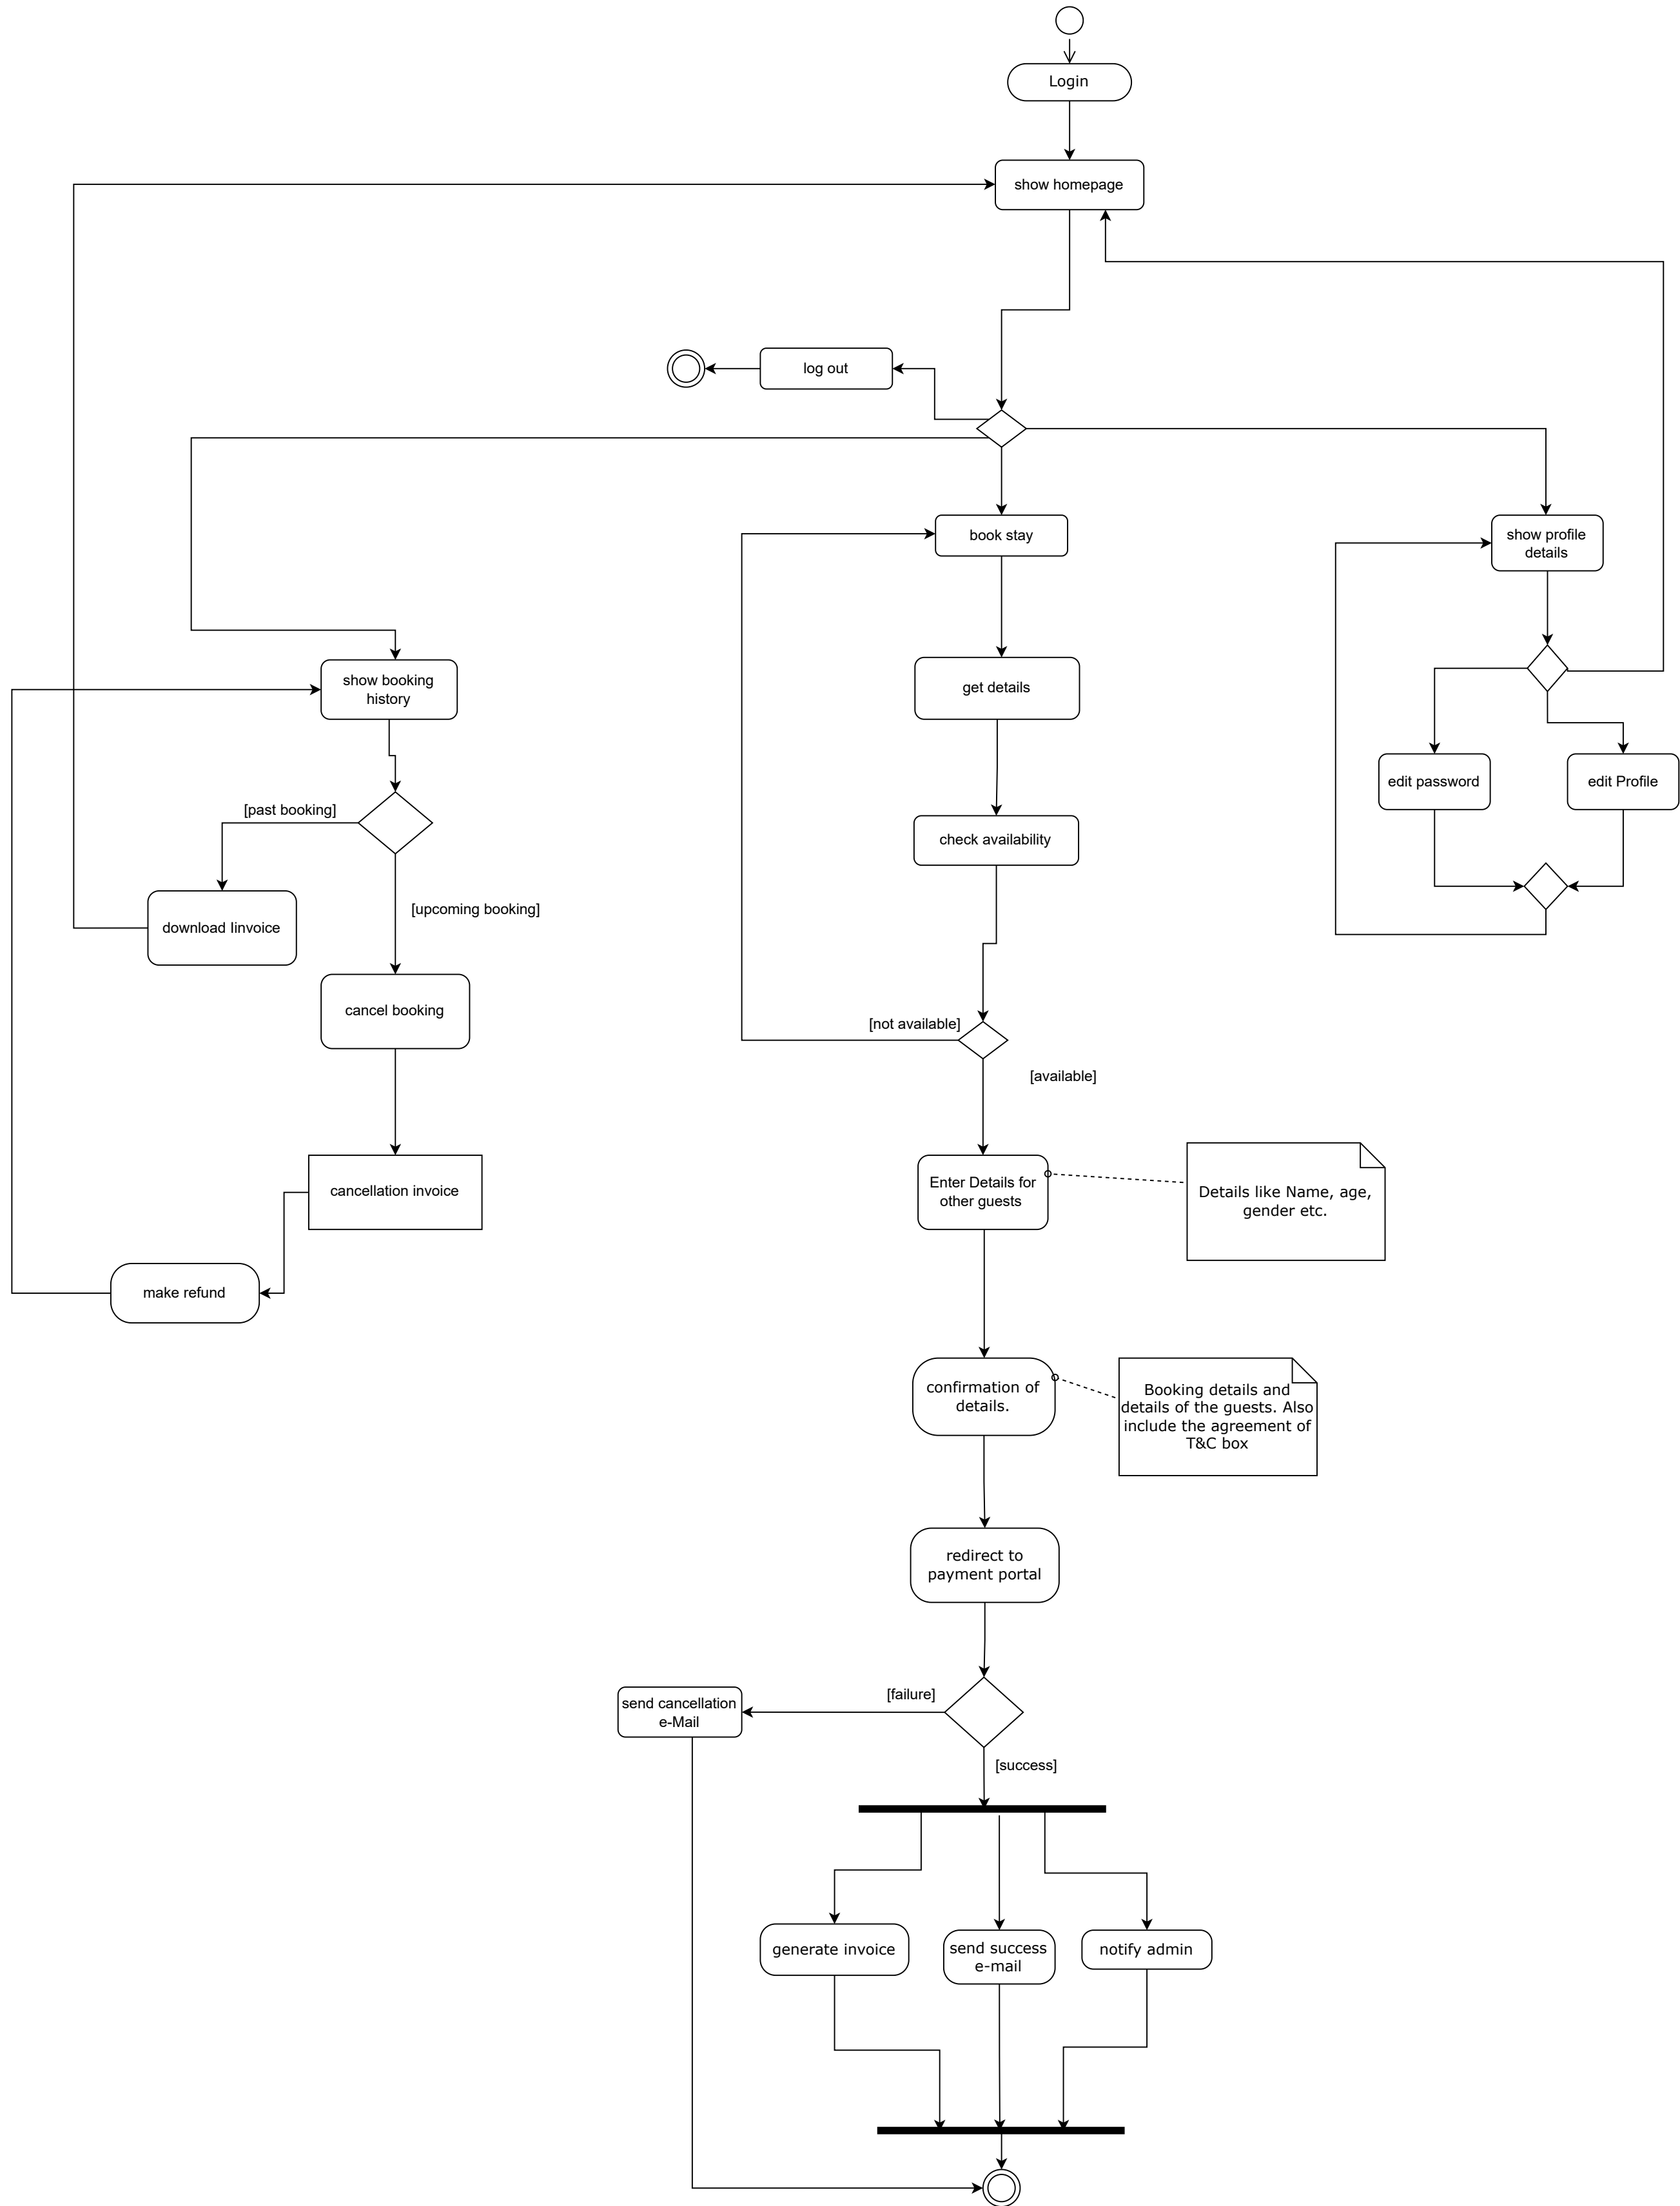 Login
show homepage
log out
book stay
show profile
details
show booking
history
get details
edit password
edit Profile
[past booking]
check availability
[upcoming booking]
download Iinvoice
cancel booking
[not available]
[available]
cancellation invoice
Enter Details for
other guests
Details like Name, age,
gender etc.
make refund
confirmation of
details.
Booking details and
details of the guests. Also
include the agreement of
T&C box
redirect to
payment portal
[failure]
send cancellation
e-Mail
[success]
generate invoice
send success
e-mail
notify admin